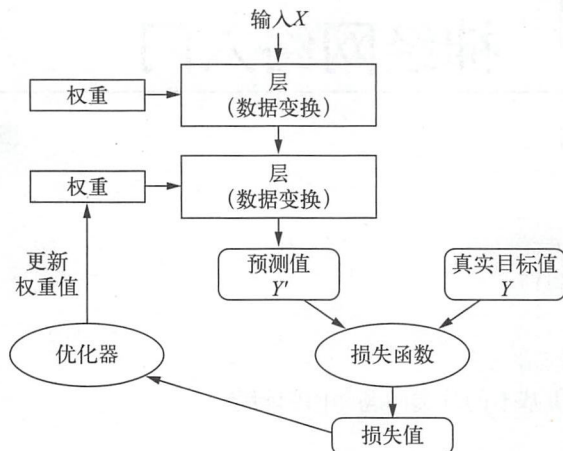 输入X
权重
层
（数据变换）
权重
层
（数据变换）
更新
权重值
预测值
Y'
真实目标值
Y
优化器
损失函数
损失值